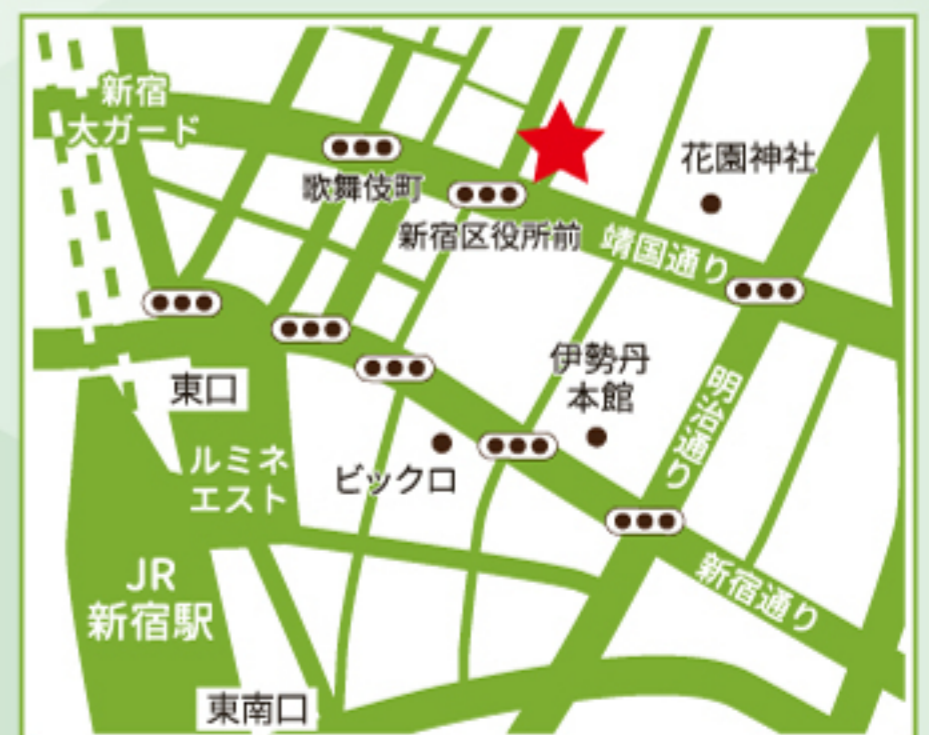 新宿
大ガード
歌舞伎町
新宿区役所前
花園神社
靖国通り
伊勢丹
本館
明治通り
東口
ルミネ
エスト
ビックロ
JR
新宿駅
新宿通り
東南口